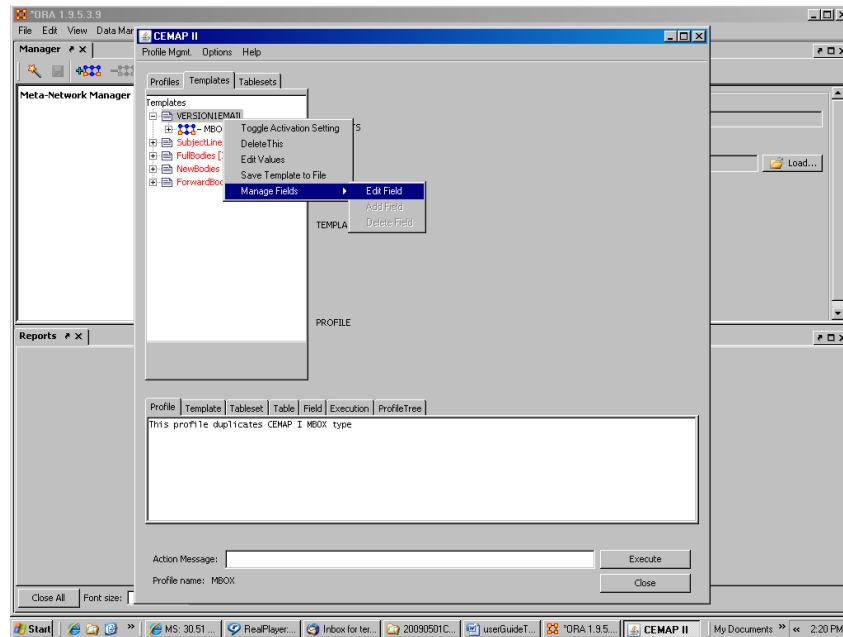 *ORA 1.9.5.3.9
File Edit View Data Mar
CEMAP II
Manager
Profile Mgmt. Options Help
Profiles Templates Tablesets
Meta-Network Manager
Templates
VERSION1EMAIL
MBO
SubjectLine
FullBodies [
NewBodies
ForwardBod
Toggle Activation Setting
DeleteThis
Edit Values
Save Template to File
Manage Fields
Edit Field
Add Field
Delete Field
TS
TEMPLA
PROFILE
Load...
Reports
Profile Template Tableset Table Field Execution ProfileTree
This profile duplicates CEMAP I MBOX type
Action Message:
Execute
Profile name: MBOX
Close
Close All Font size:
Start » MS: 30.51 ... RealPlayer:... Inbox for ter... 20090501C... userGuideT... *ORA 1.9.5.... CEMAP II My Documents » « 2:20 PM